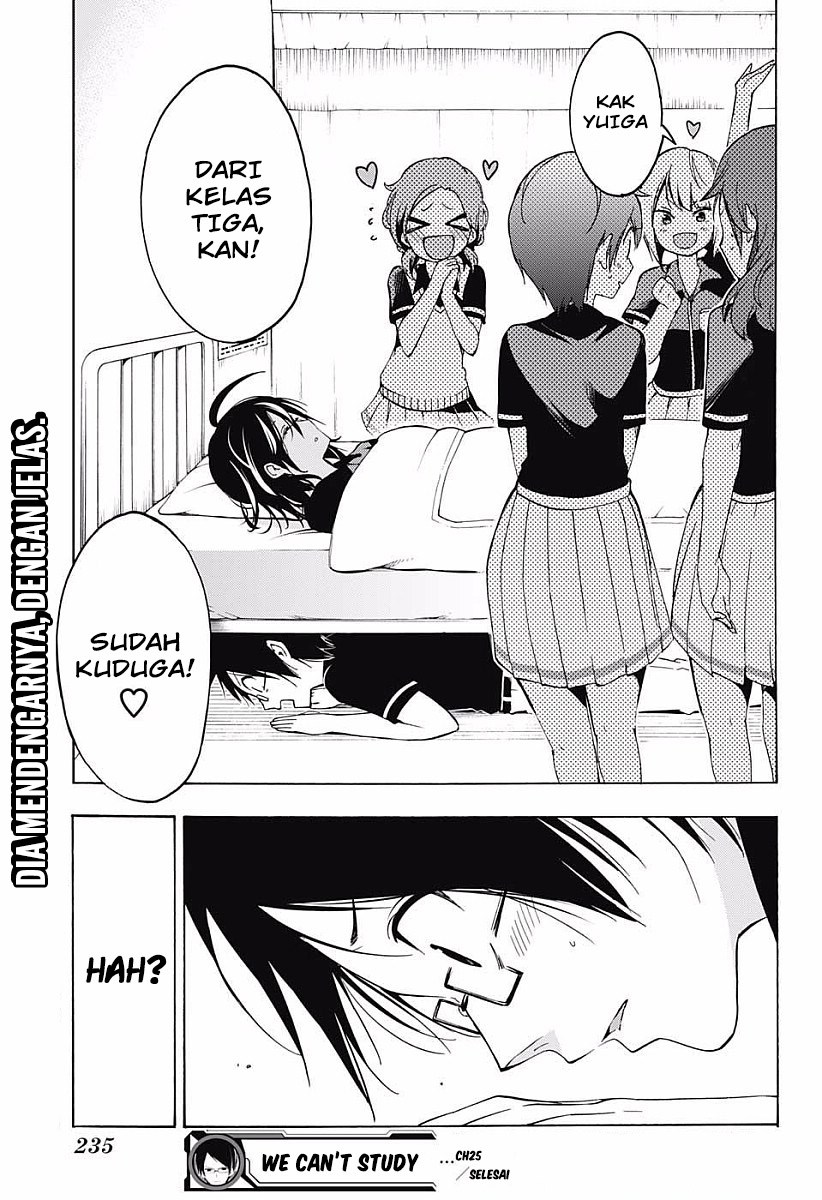 KAK
YUIGA
DARI
KELAS
TIGA,
KAN!
SUDAH
KUDUGA!
♡
DIA MENDENGARNYA, DENGAN JELAS.
HAH?
235
WE CAN'T STUDY ...CH25
/SELESAI